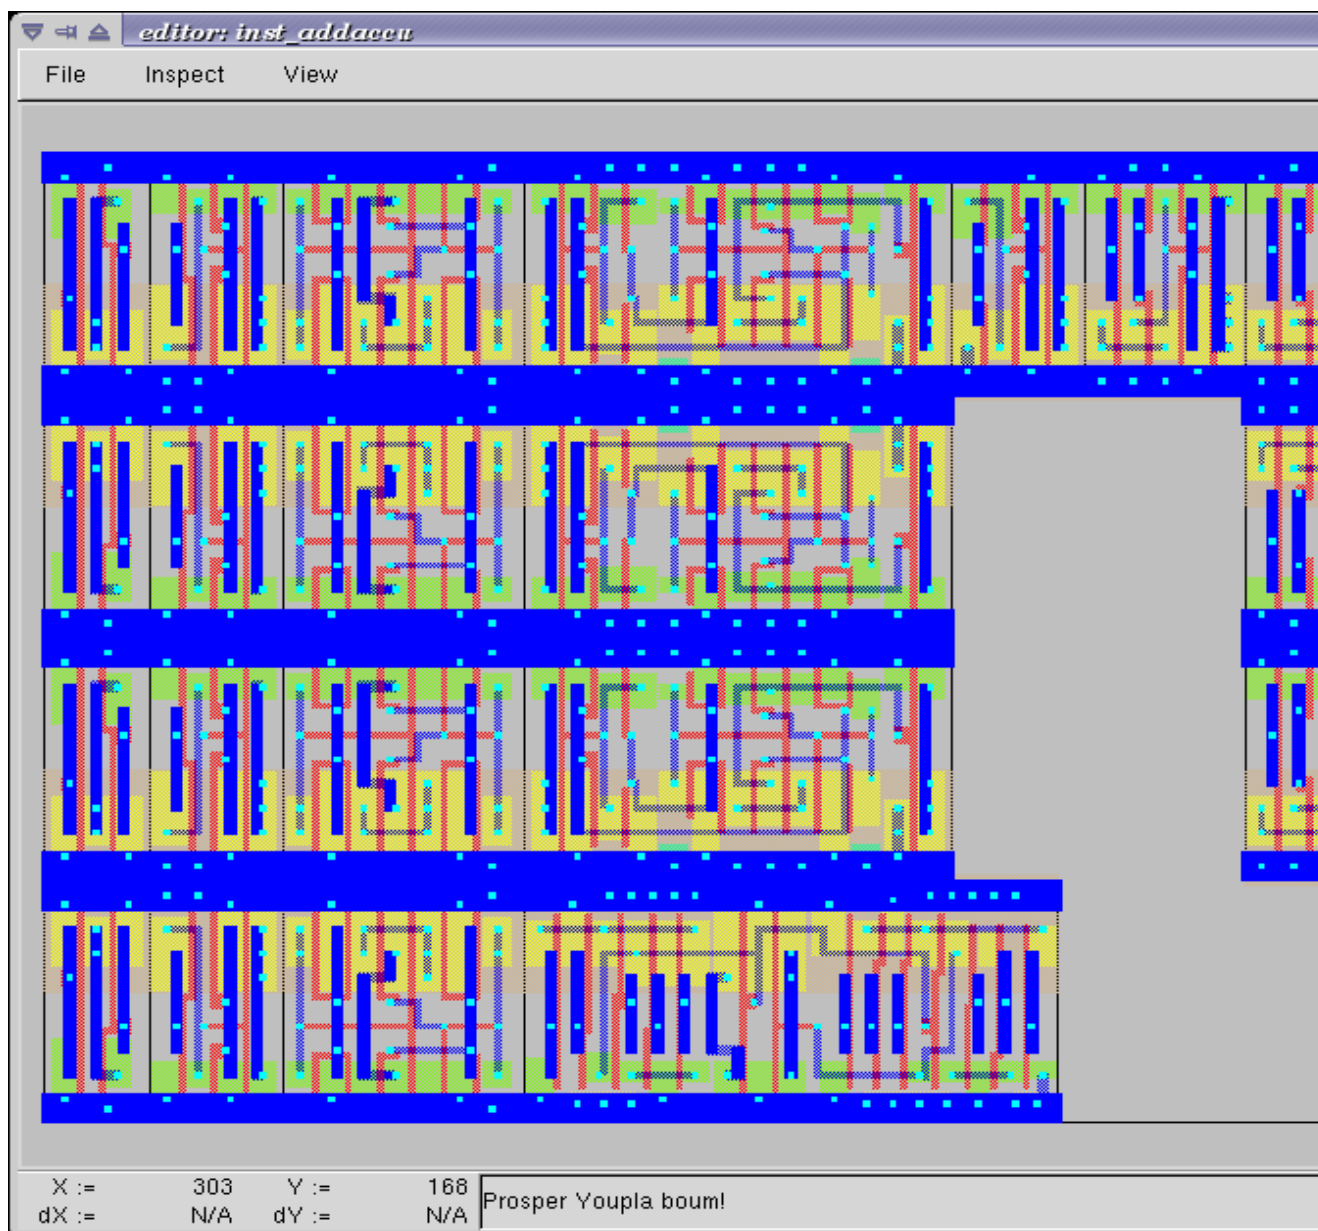 editor: inst_addaccu
File Inspect View
X := 303 Y := 168
dX := N/A dY := N/A
Prosper Youpla boum!